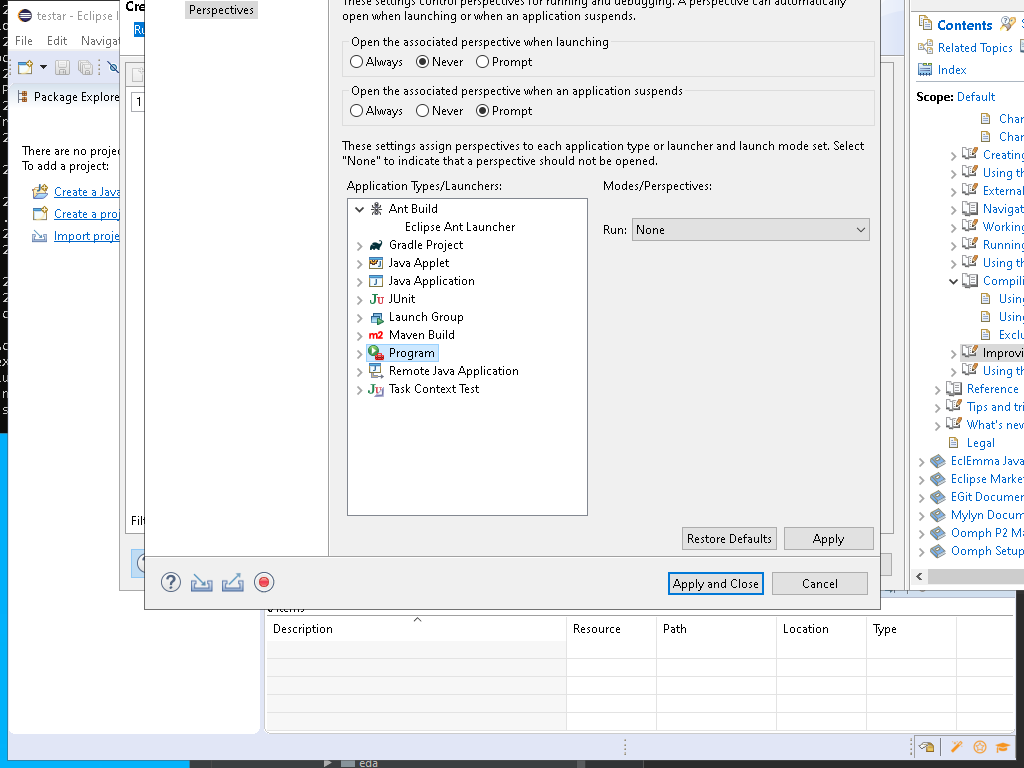 testar - Eclipse I
File Edit Navigat
Package Explore
There are no projec
To add a project:
Create a Java
Create a proj
Import proje
Cre
Ru
1
Filt
Perspectives
These settings control perspectives for running and debugging. A perspective can automatically
open when launching or when an application suspends.
Open the associated perspective when launching
Always Never Prompt
Open the associated perspective when an application suspends
Always Never Prompt
These settings assign perspectives to each application type or launcher and launch mode set. Select
"None" to indicate that a perspective should not be opened.
Application Types/Launchers:
Modes/Perspectives:
Ant Build
Eclipse Ant Launcher
Gradle Project
Java Applet
Java Application
JUnit
Launch Group
Maven Build
Program
Remote Java Application
Task Context Test
Run: None
Restore Defaults Apply
Apply and Close Cancel
Contents
Related Topics
Index
Scope: Default
Char
Char
Creating
Using th
External
Navigat
Working
Running
Using th
Compili
Using
Using
Exclu
Improvi
Using th
Reference
Tips and tri
What's new
Legal
EclEmma Java
Eclipse Marke
EGit Documen
Mylyn Docum
Oomph P2 Ma
Oomph Setup
0 items
Description Resource Path Location Type
eda